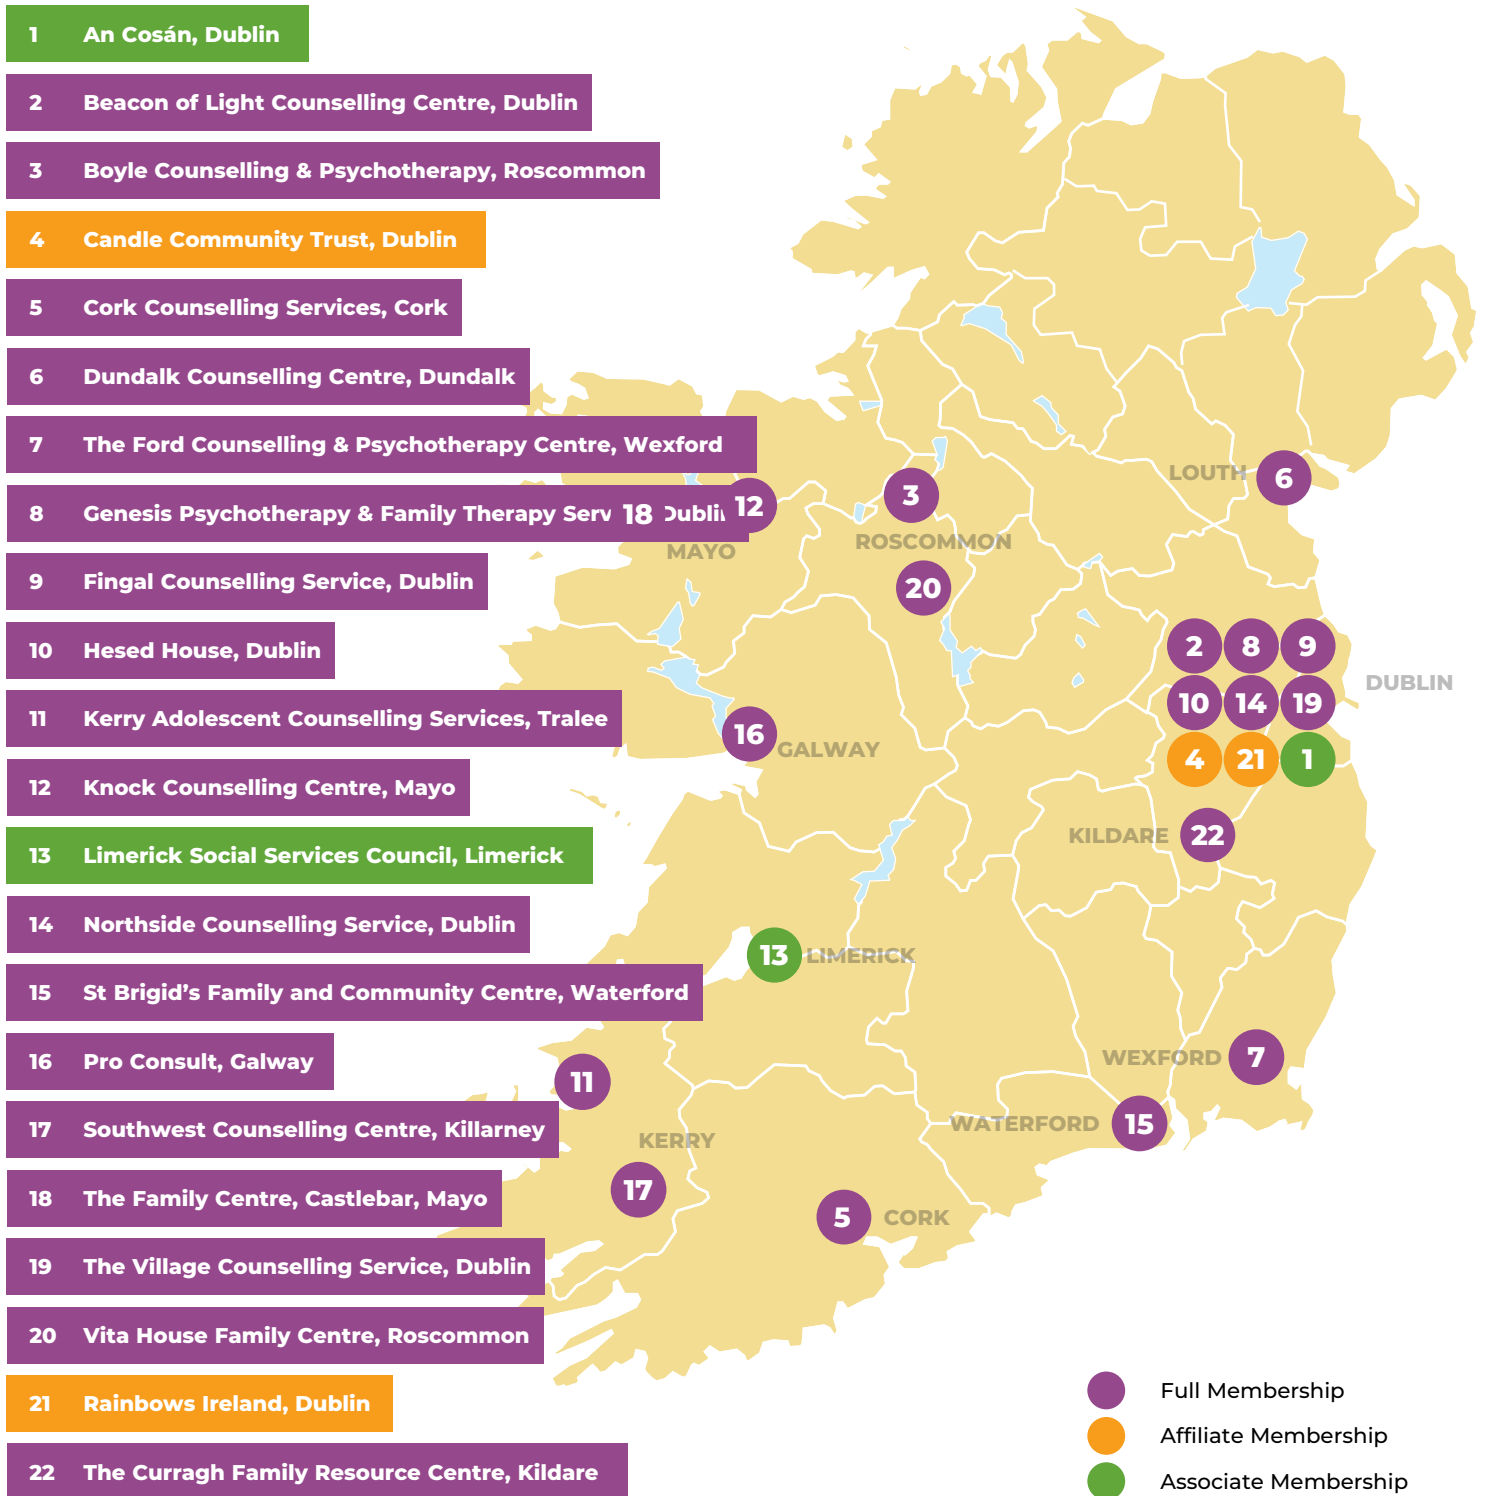 1 An Cosán, Dublin
2 Beacon of Light Counselling Centre, Dublin
3 Boyle Counselling & Psychotherapy, Roscommon
4 Candle Community Trust, Dublin
5 Cork Counselling Services, Cork
6 Dundalk Counselling Centre, Dundalk
7 The Ford Counselling & Psychotherapy Centre, Wexford
8 Genesis Psychotherapy & Family Therapy Serv
9 Fingal Counselling Service, Dublin
10 Hesed House, Dublin
11 Kerry Adolescent Counselling Services, Tralee
12 Knock Counselling Centre, Mayo
13 Limerick Social Services Council, Limerick
14 Northside Counselling Service, Dublin
15 St Brigid’s Family and Community Centre, Waterford
16 Pro Consult, Galway
17 Southwest Counselling Centre, Killarney
18 The Family Centre, Castlebar, Mayo
19 The Village Counselling Service, Dublin
20 Vita House Family Centre, Roscommon
21 Rainbows Ireland, Dublin
22 The Curragh Family Resource Centre, Kildare
LOUTH 6
3
18 12
ROSCOMMON
MAYO
20
2 8 9
DUBLIN
10 14 19
16 GALWAY
4 21 1
KILDARE 22
13 LIMERICK
WEXFORD 7
11
WATERFORD 15
KERRY
17
5 CORK
Full Membership
Affiliate Membership
Associate Membership